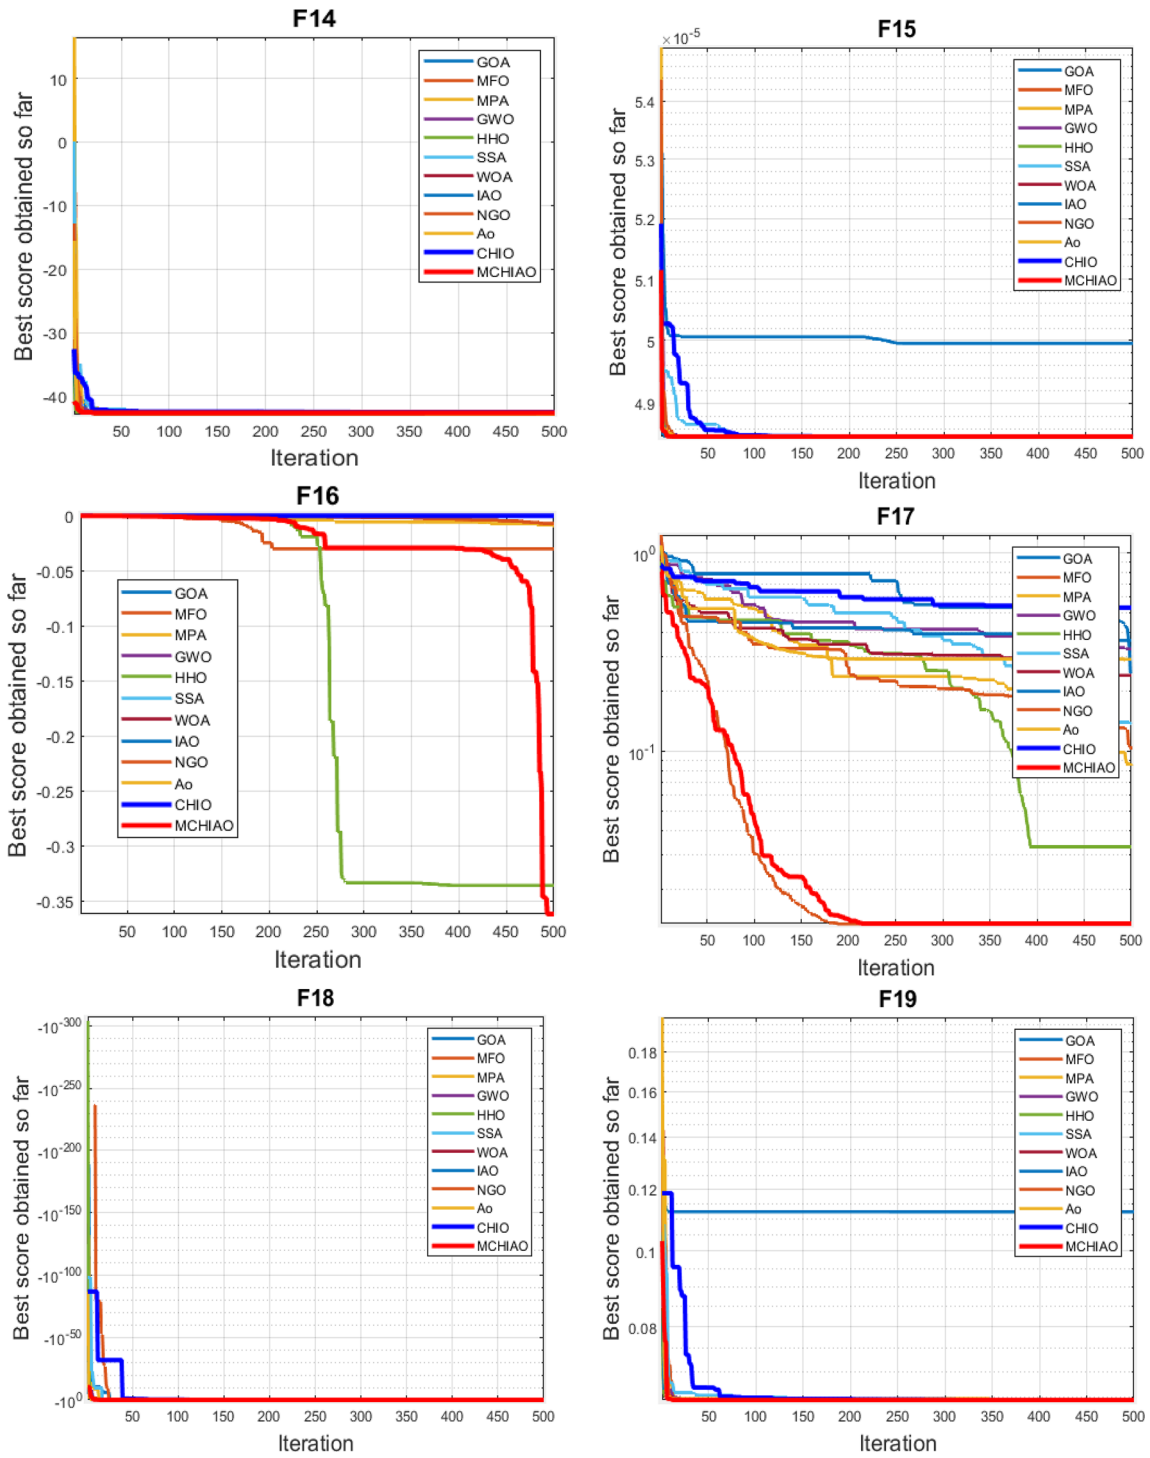 F14
Best score obtained so far
10
0
-10
-20
-30
-40
50 100 150 200 250 300 350 400 450 500
Iteration
GOA
MFO
MPA
GWO
HHO
SSA
WOA
IAO
NGO
Ao
CHIO
MCHIAO
F15
×10⁻⁵
Best score obtained so far
5.4
5.3
5.2
5.1
5
4.9
50 100 150 200 250 300 350 400 450 500
Iteration
GOA
MFO
MPA
GWO
HHO
SSA
WOA
IAO
NGO
Ao
CHIO
MCHIAO
F16
Best score obtained so far
0
-0.05
-0.1
-0.15
-0.2
-0.25
-0.3
-0.35
50 100 150 200 250 300 350 400 450 500
Iteration
GOA
MFO
MPA
GWO
HHO
SSA
WOA
IAO
NGO
Ao
CHIO
MCHIAO
F17
Best score obtained so far
10⁰
10⁻¹
50 100 150 200 250 300 350 400 450 500
Iteration
GOA
MFO
MPA
GWO
HHO
SSA
WOA
IAO
NGO
Ao
CHIO
MCHIAO
F18
Best score obtained so far
-10⁻³⁰⁰
-10⁻²⁵⁰
-10⁻²⁰⁰
-10⁻¹⁵⁰
-10⁻¹⁰⁰
-10⁻⁵⁰
-10⁰
50 100 150 200 250 300 350 400 450 500
Iteration
GOA
MFO
MPA
GWO
HHO
SSA
WOA
IAO
NGO
Ao
CHIO
MCHIAO
F19
Best score obtained so far
0.18
0.16
0.14
0.12
0.1
0.08
50 100 150 200 250 300 350 400 450 500
Iteration
GOA
MFO
MPA
GWO
HHO
SSA
WOA
IAO
NGO
Ao
CHIO
MCHIAO